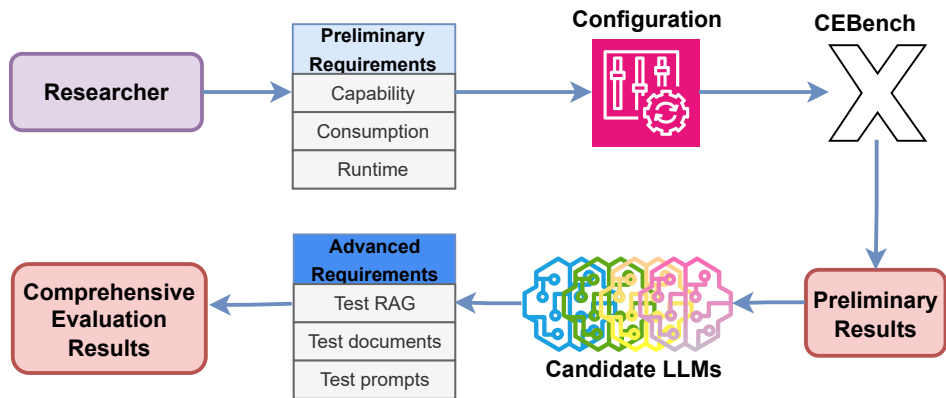 Researcher
Preliminary
Requirements
Capability
Consumption
Runtime
Configuration
CEBench
Preliminary
Results
Candidate LLMs
Advanced
Requirements
Test RAG
Test documents
Test prompts
Comprehensive
Evaluation
Results